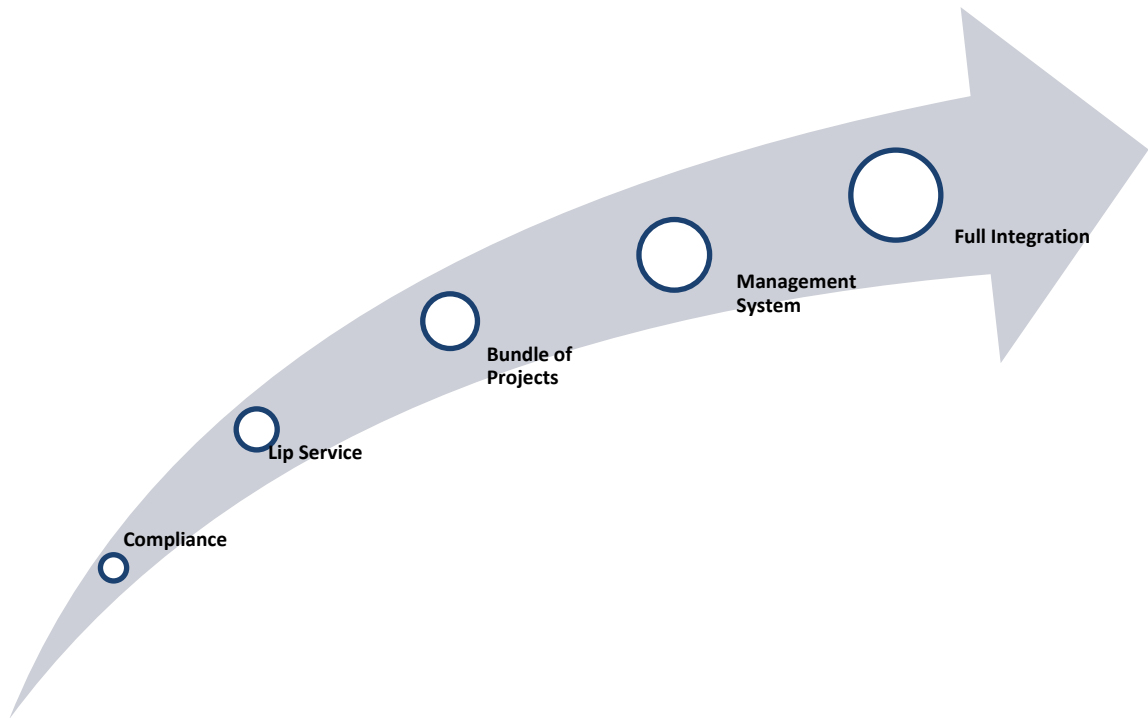 Full Integration
Management
System
Bundle of
Projects
Lip Service
Compliance